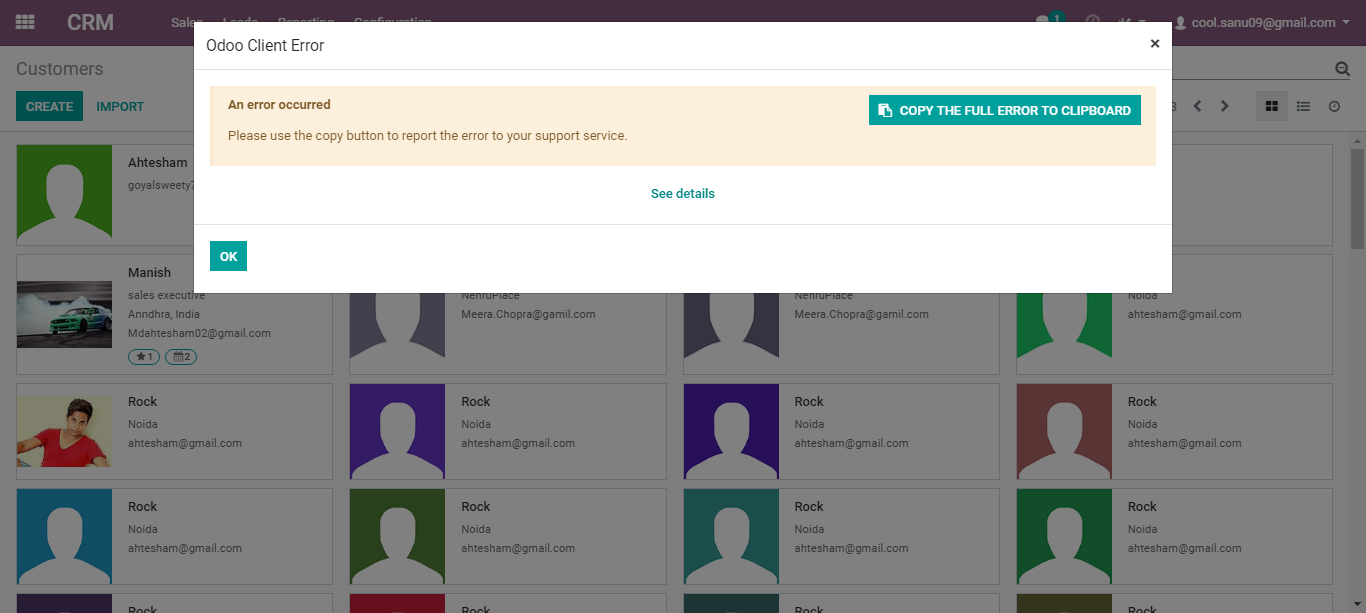 CRM
Sales Leads Reporting Configuration
1
cool.sanu09@gmail.com
Odoo Client Error
×
Customers
CREATE
IMPORT
An error occurred
COPY THE FULL ERROR TO CLIPBOARD
Please use the copy button to report the error to your support service.
See details
OK
Ahtesham
goyalsweety7
Manish
sales executive
Anndhra, India
Mdahtesham02@gmail.com
1
2
NehruPlace
Meera.Chopra@gamil.com
NehruPlace
Meera.Chopra@gamil.com
Noida
ahtesham@gmail.com
Rock
Noida
ahtesham@gmail.com
Rock
Noida
ahtesham@gmail.com
Rock
Noida
ahtesham@gmail.com
Rock
Noida
ahtesham@gmail.com
Rock
Noida
ahtesham@gmail.com
Rock
Noida
ahtesham@gmail.com
Rock
Noida
ahtesham@gmail.com
Rock
Noida
ahtesham@gmail.com
Rock
Rock
Rock
Rock